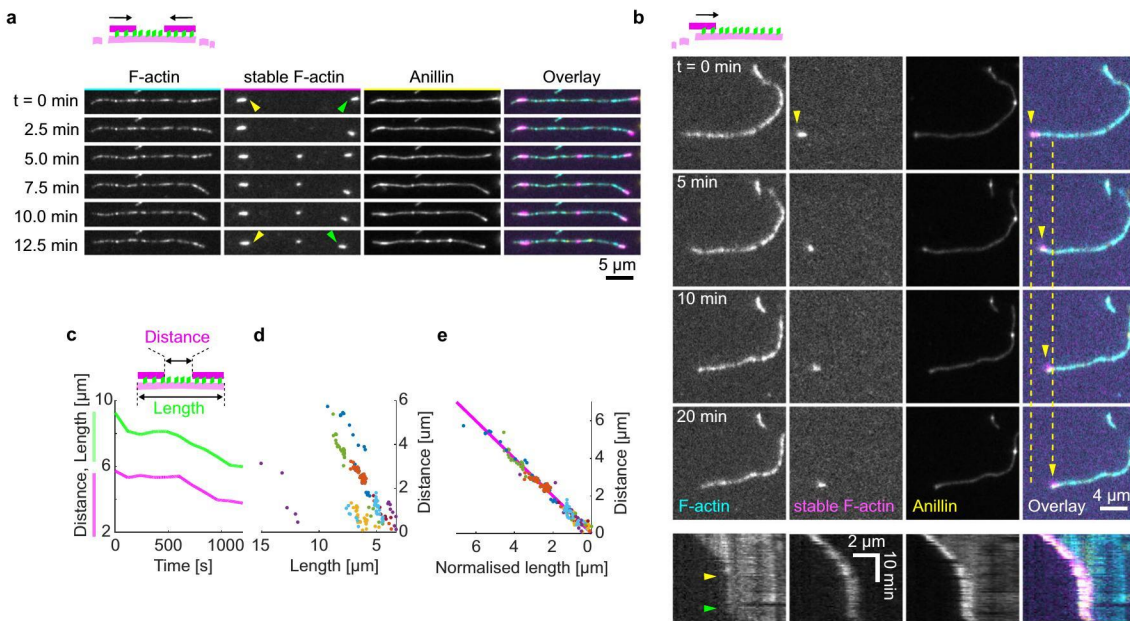 a
F-actin stable F-actin Anillin Overlay
t = 0 min
2.5 min
5.0 min
7.5 min
10.0 min
12.5 min
5 µm
b
t = 0 min
5 min
10 min
20 min
F-actin stable F-actin Anillin Overlay
4 µm
2 µm
10 min
c
Distance
Length
Distance, Length [µm]
10
6
2
0 500 1000
Time [s]
d
6
4
2
0
Distance [um]
15 10 5
Length [µm]
e
6
4
2
0
Distance [um]
6 4 2 0
Normalised length [µm]